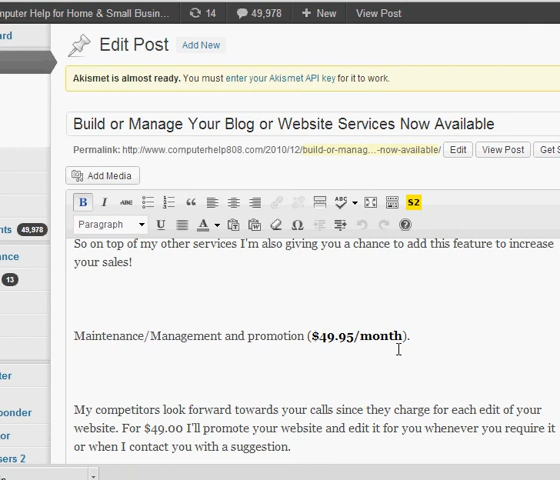 mputer Help for Home & Small Busin... 14 49,978 + New View Post
rd
Edit Post Add New
Akismet is almost ready. You must enter your Akismet API key for it to work.
Build or Manage Your Blog or Website Services Now Available
Permalink: http://www.computerhelp808.com/2010/12/build-or-manag...-now-available/ Edit View Post Get S
Add Media
B I ABC ABC S2
Paragraph U A Ω ?
nts 49,978
ance
13
ter
ponder
or
sers 2
So on top of my other services I'm also giving you a chance to add this feature to increase
your sales!
Maintenance/Management and promotion ($49.95/month).
My competitors look forward towards your calls since they charge for each edit of your
website. For $49.00 I'll promote your website and edit it for you whenever you require it
or when I contact you with a suggestion.